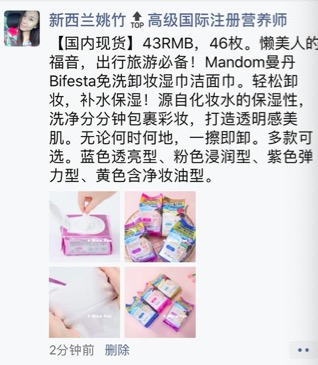 新西兰姚竹🔝高级国际注册营养师
【国内现货】43RMB，46枚。懒美人的
福音，出行旅游必备！Mandom曼丹
Bifesta免洗卸妆湿巾洁面巾。轻松卸
妆，补水保湿！源自化妆水的保湿性，
洗净分分钟包裹彩妆，打造透明感美
肌。无论何时何地，一擦即卸。多款可
选。蓝色透亮型、粉色浸润型、紫色弹
力型、黄色含净妆油型。
2分钟前 删除